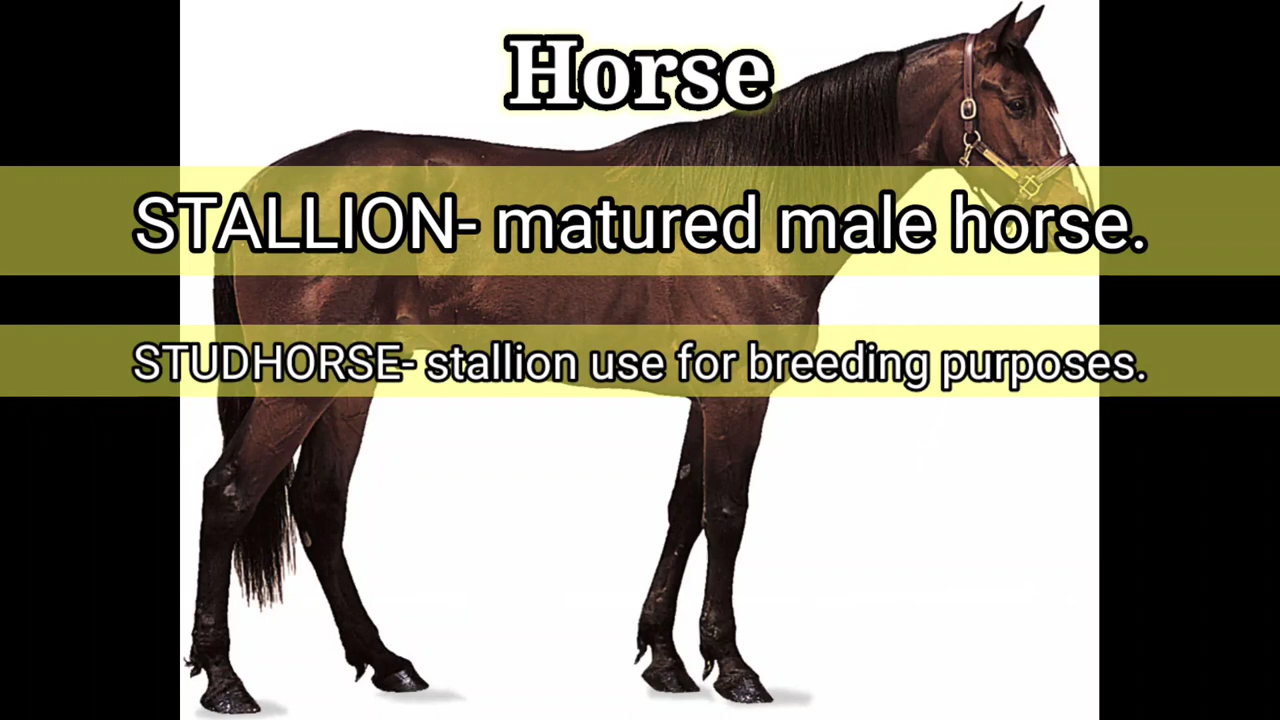 Horse
STALLION- matured male horse.
STUDHORSE- stallion use for breeding purposes.